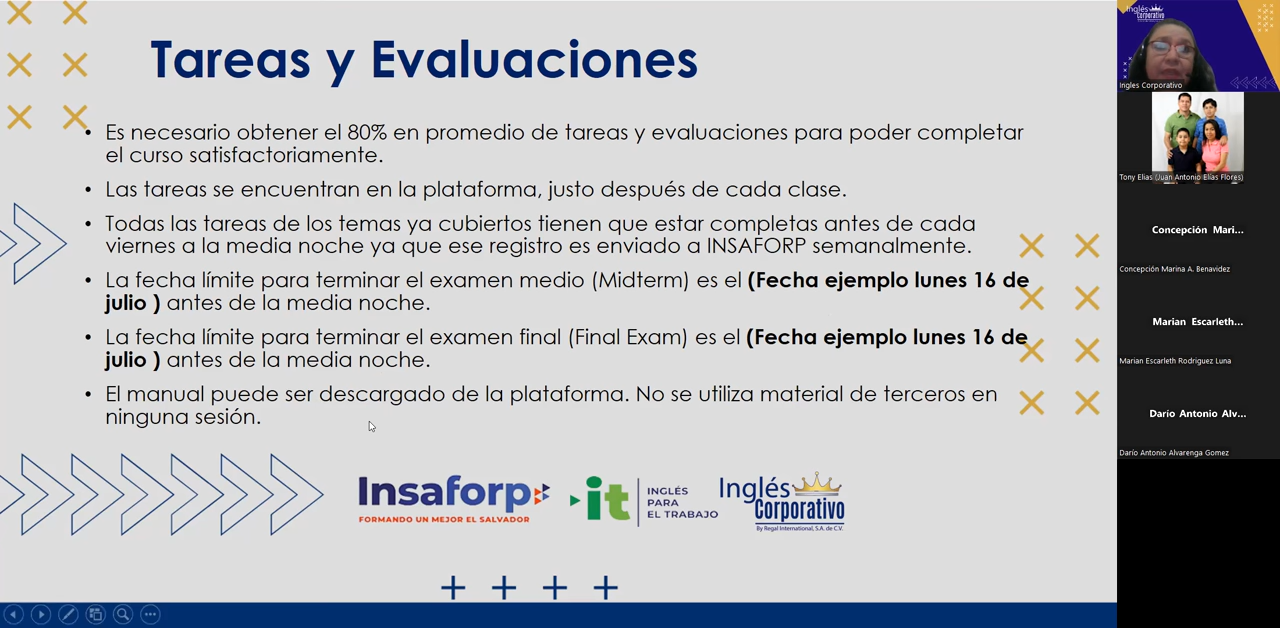 Tareas y Evaluaciones
• Es necesario obtener el 80% en promedio de tareas y evaluaciones para poder completar
el curso satisfactoriamente.
• Las tareas se encuentran en la plataforma, justo después de cada clase.
• Todas las tareas de los temas ya cubiertos tienen que estar completas antes de cada
viernes a la media noche ya que ese registro es enviado a INSAFORP semanalmente.
• La fecha límite para terminar el examen medio (Midterm) es el (Fecha ejemplo lunes 16 de
julio ) antes de la media noche.
• La fecha límite para terminar el examen final (Final Exam) es el (Fecha ejemplo lunes 16 de
julio ) antes de la media noche.
• El manual puede ser descargado de la plataforma. No se utiliza material de terceros en
ninguna sesión.
Insaforp
FORMANDO UN MEJOR EL SALVADOR
it
INGLÉS
PARA
EL TRABAJO
Inglés
Corporativo
By Regal International, S.A. de C.V.
Inglés
Corporativo
Ingles Corporativo
Tony Elias (Juan Antonio Elias Flores)
Concepción Mari...
Concepción Marina A. Benavidez
Marian Escarleth...
Marian Escarleth Rodriguez Luna
Darío Antonio Alv...
Darío Antonio Alvarenga Gomez